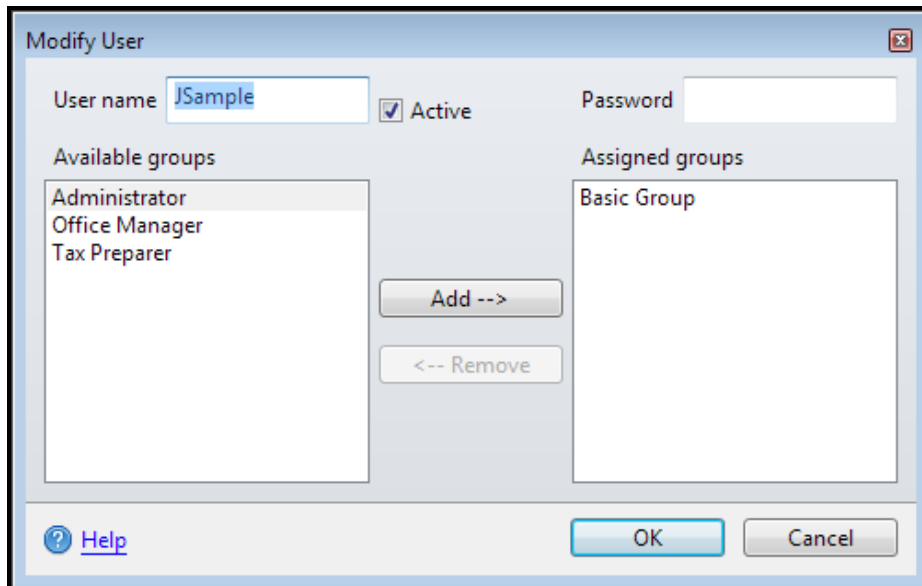 Modify User
User name JSample Active Password
Available groups Assigned groups
Administrator
Office Manager
Tax Preparer
Basic Group
Add -->
<-- Remove
Help OK Cancel